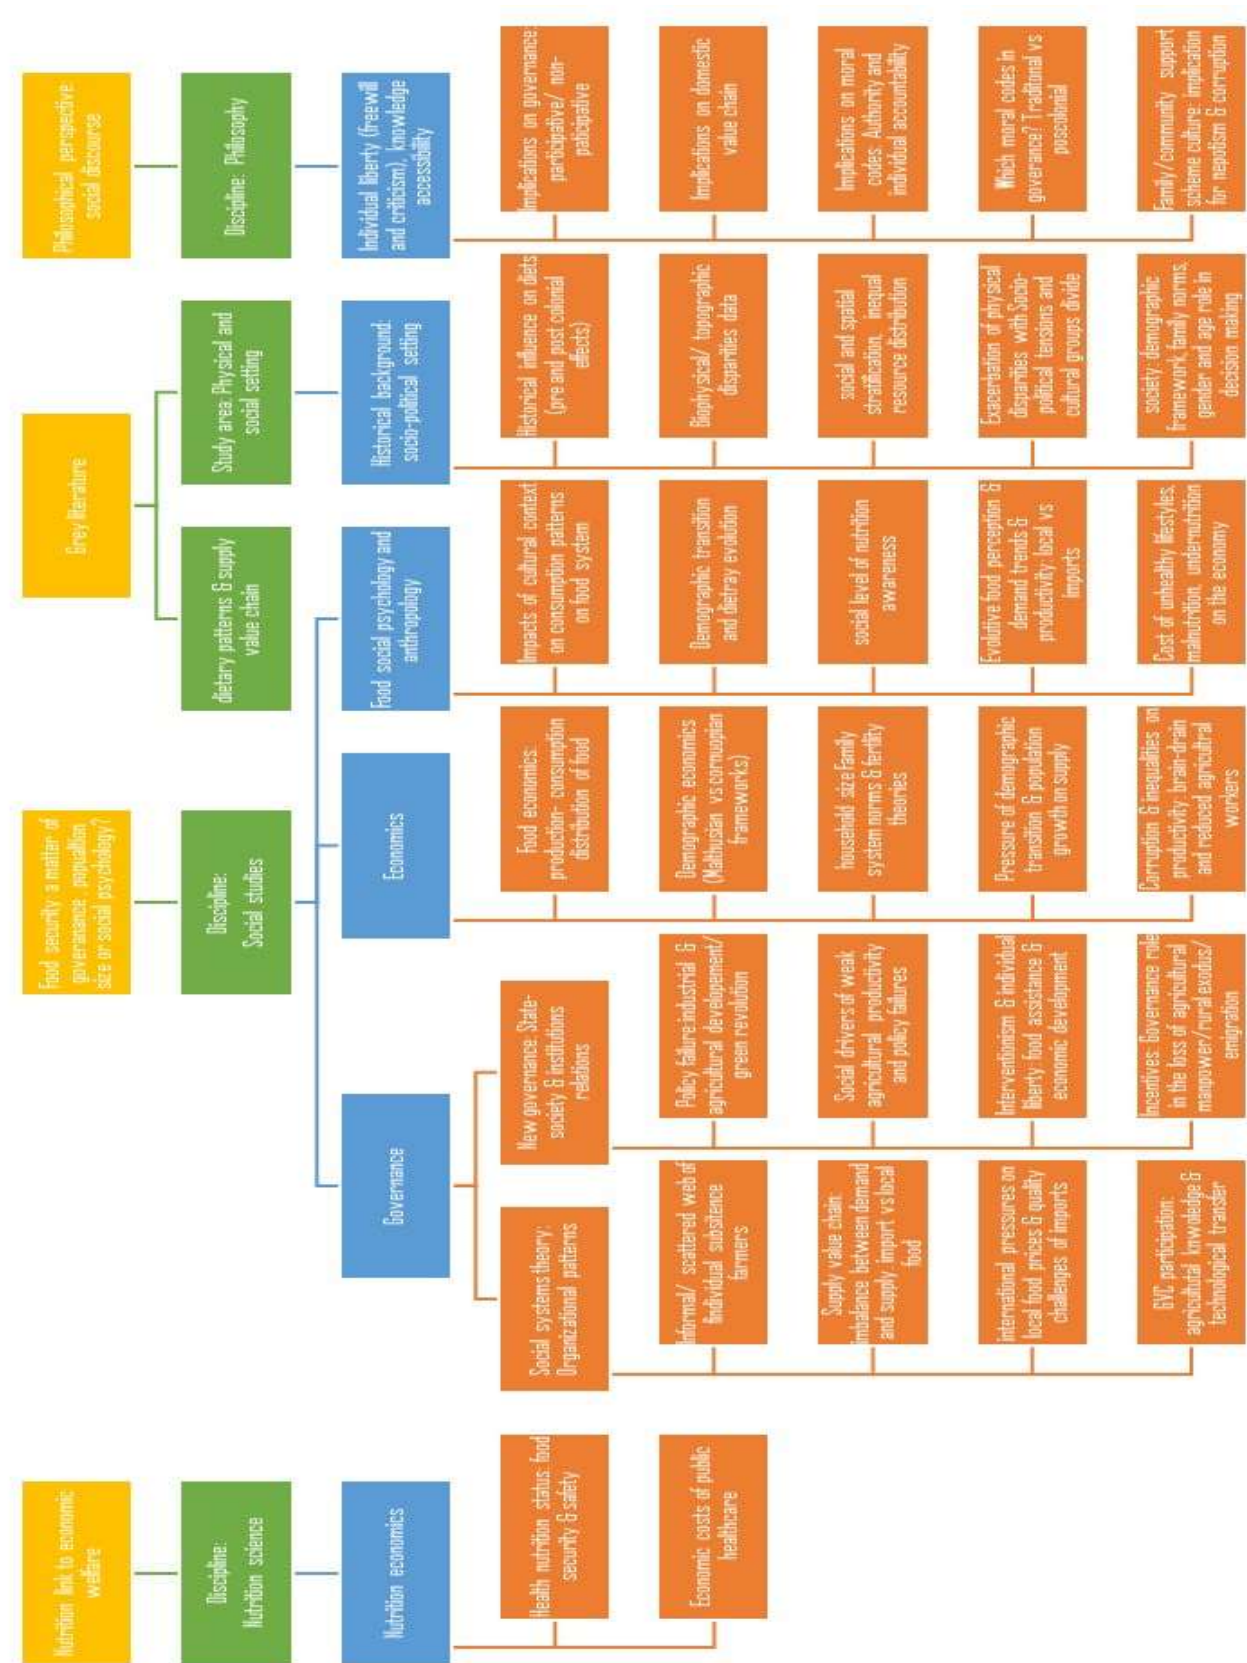 Nutrition link to economic
welfare
Discipline:
Nutrition science
Nutrition economics
Health nutrition status: food
security & safety
Economic costs of public
healthcare
Food security a matter of
goveranance , popualtion
size or social psychology?
Discipline:
Social studies
Governance
Social systems theory:
Organizational patterns
Informal/ scattered web of
findividual subsitence
farmers
Supply value chain:
imbalance between demand
and supply, import vs local
food
international pressures on
local food prices & quality
challenges of imports
GVC participation:
agricultutal knwoledge &
technological transfer
New governance: State-
society & institutions
relations
Policy failure:industrial &
agricultural developement/
green revolution
Social drivers of weak
agricultural productivity
and policy failures
Interventionism & individual
liberty food assistance &
economic development
Incetives: Governance role
in the loss of agricultural
manpower/rural exodus/
emigration
Economics
Food economics:
production- consumption
distribution of food
Demographic economics
(Malthusian vs cornuopian
frameworks)
household size Family
system norms & fertility
theories
Pressure of demographic
transition & population
growth on supply
Corruption & inequalities on
productivity, brain-drain
and reduced agricultral
workers
Food social psychology and
anthropology
Impacts of cultural context
on consumption patterns
on food system
Demographic transition
and dietray evolution
social level of nutrition
awareness
Evolutive food perception &
demand trends &
productivity local vs
imports
Cost of unhealthy lifestyles,
malnutrition, undernutrition
on the economy
Grey literature
dietary patterns & supply
value chain
Study area: Physical and
social setting
Historical background:
socio-political setting
Historical influence on diets
(pre and post colonial
effects)
Biophysical/ topographic
disparities data
social and spatial
stratification, inequal
resource distribution
Exacerbation of physical
disparities with Socio-
political tensions and
cultural groups divide
society demographic
framework family norms,
gender and age role in
decision making
Philosophical perspective
social discourse
Discipline: Philosophy
Individual liberty (freewill
and criticism), knowledge
accessibility
Implications on governance:
participative/ non-
paticipative
Implications on domestic
value chain
Implications on moral
codes: Authority and
individual accountability
Which moral codes in
governance? Traditonal vs
poscolonial
Family/community support
scheme culture: implication
for nepotism & corruption